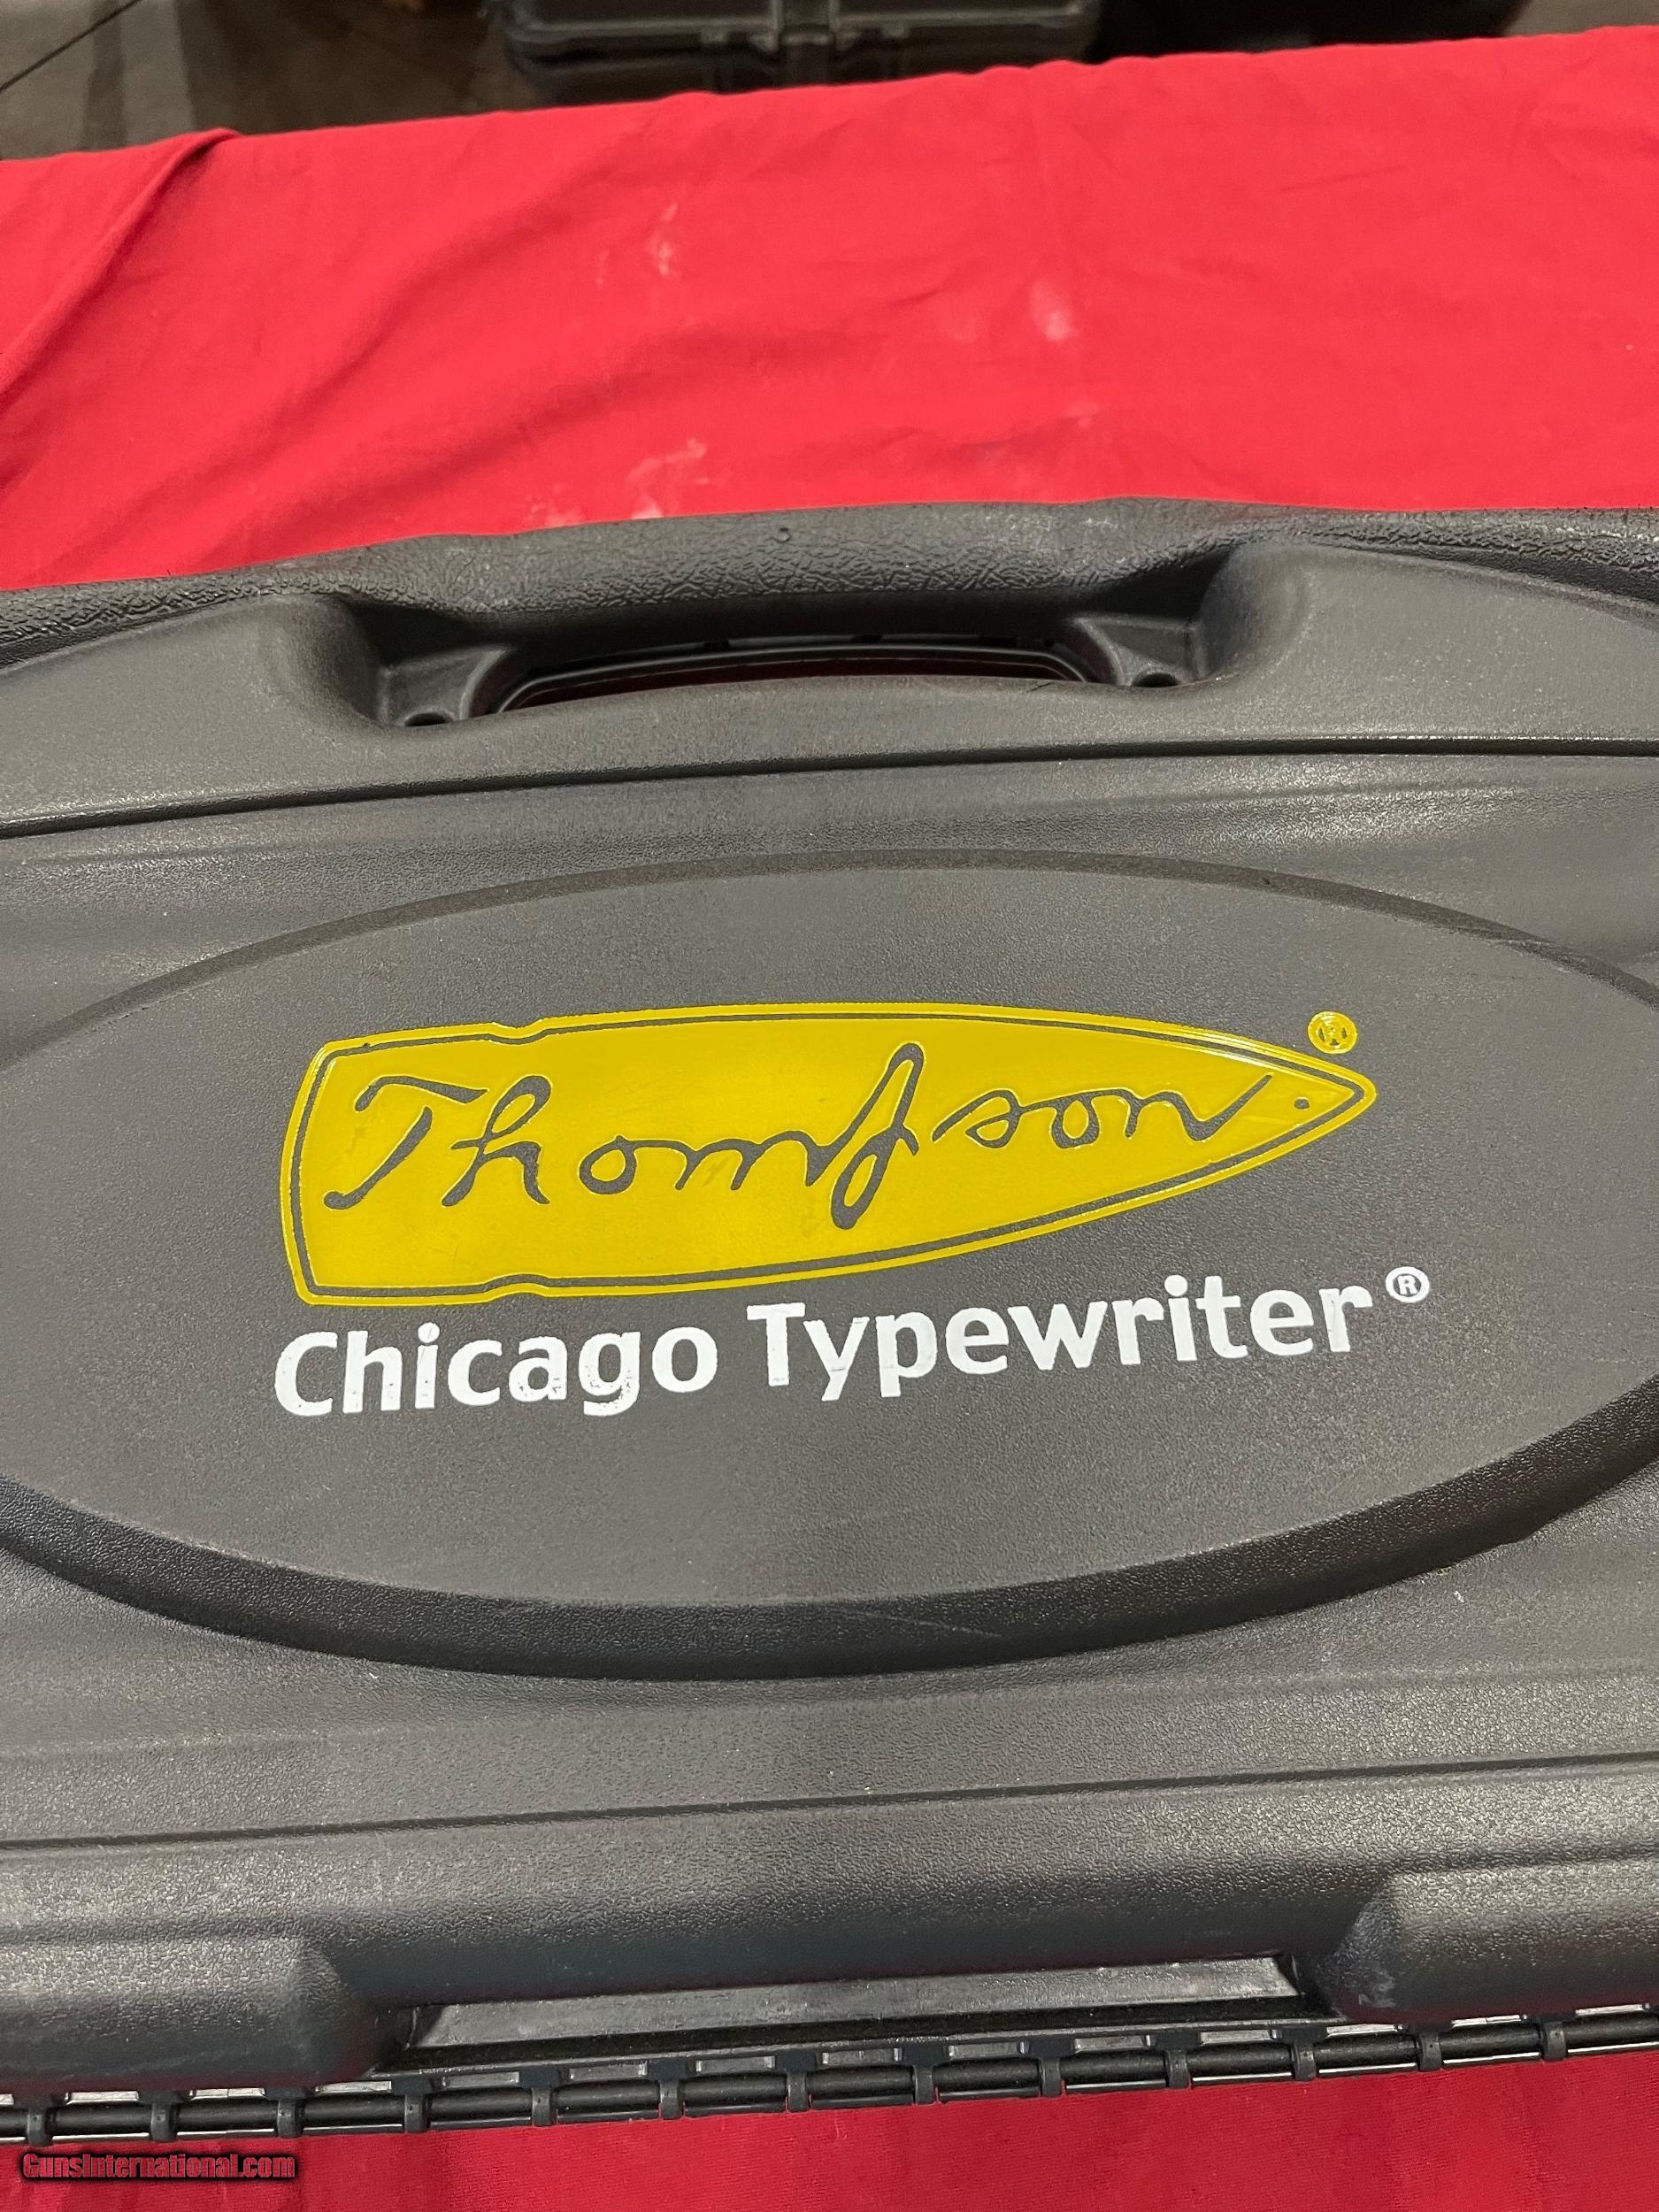 Thompson®
Chicago Typewriter®
GunsInternational.com